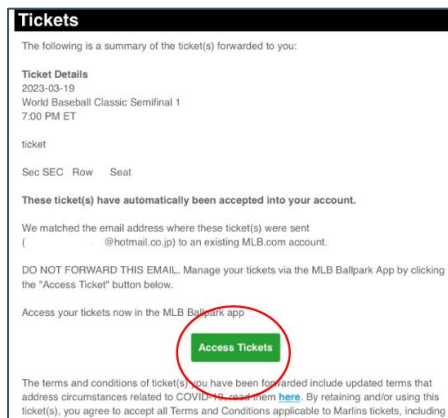 Tickets
The following is a summary of the ticket(s) forwarded to you:
Ticket Details
2023-03-19
World Baseball Classic Semifinal 1
7:00 PM ET
ticket
Sec SEC Row Seat
These ticket(s) have automatically been accepted into your account.
We matched the email address where these ticket(s) were sent
( @hotmail.co.jp) to an existing MLB.com account.
DO NOT FORWARD THIS EMAIL. Manage your tickets via the MLB Ballpark App by clicking
the "Access Ticket" button below.
Access your tickets now in the MLB Ballpark app
Access Tickets
The terms and conditions of ticket(s) you have been forwarded include updated terms that
address circumstances related to COVID-19, read them here. By retaining and/or using this
ticket(s), you agree to accept all Terms and Conditions applicable to Marlins tickets, including